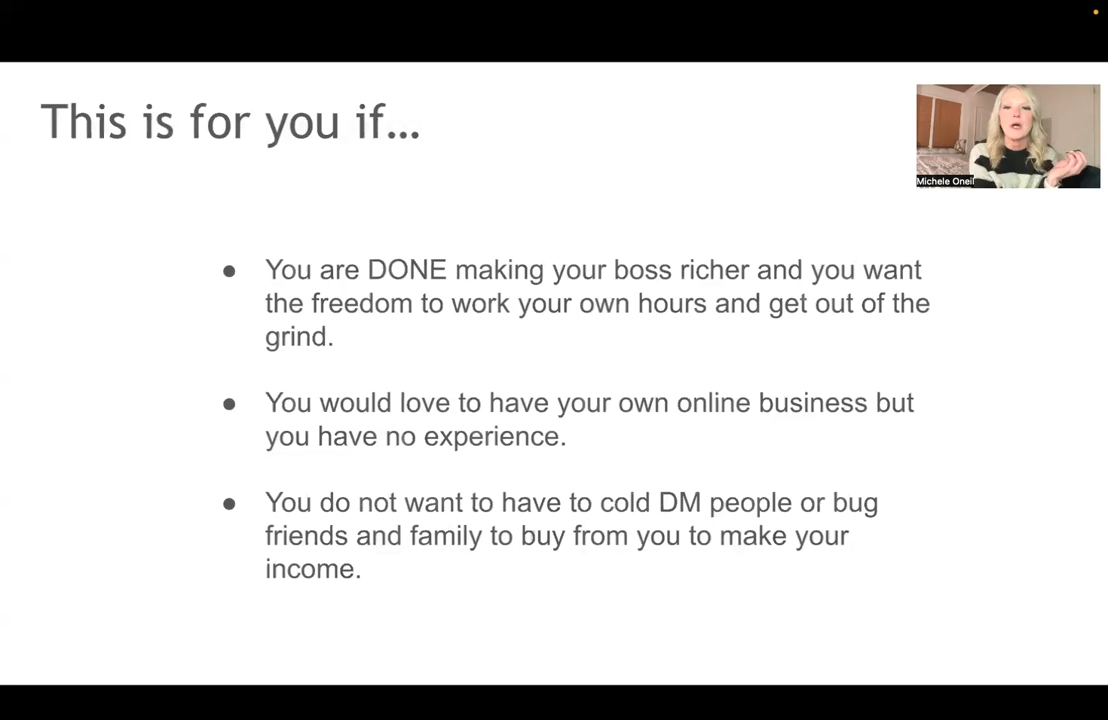 This is for you if...
Michele Oneil
● You are DONE making your boss richer and you want
the freedom to work your own hours and get out of the
grind.
● You would love to have your own online business but
you have no experience.
● You do not want to have to cold DM people or bug
friends and family to buy from you to make your
income.